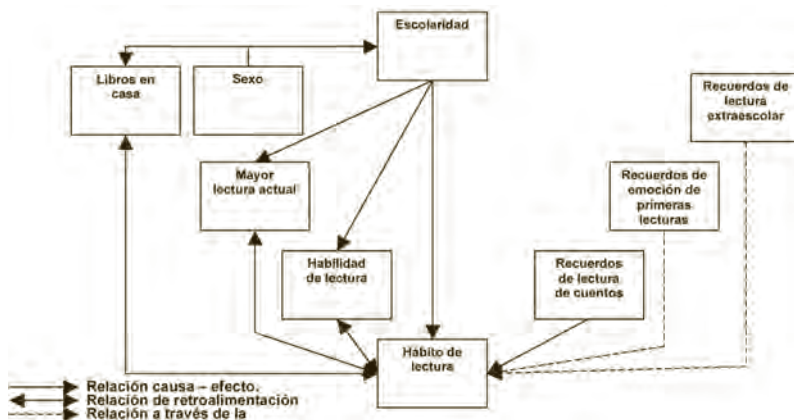 Escolaridad
Libros en
casa
Sexo
Recuerdos de
lectura
extraescolar
Mayor
lectura actual
Recuerdos de
emoción de
primeras
lecturas
Habilidad
de lectura
Recuerdos
de lectura
de cuentos
Hábito de
lectura
Relación causa – efecto.
Relación de retroalimentación
Relación a través de la